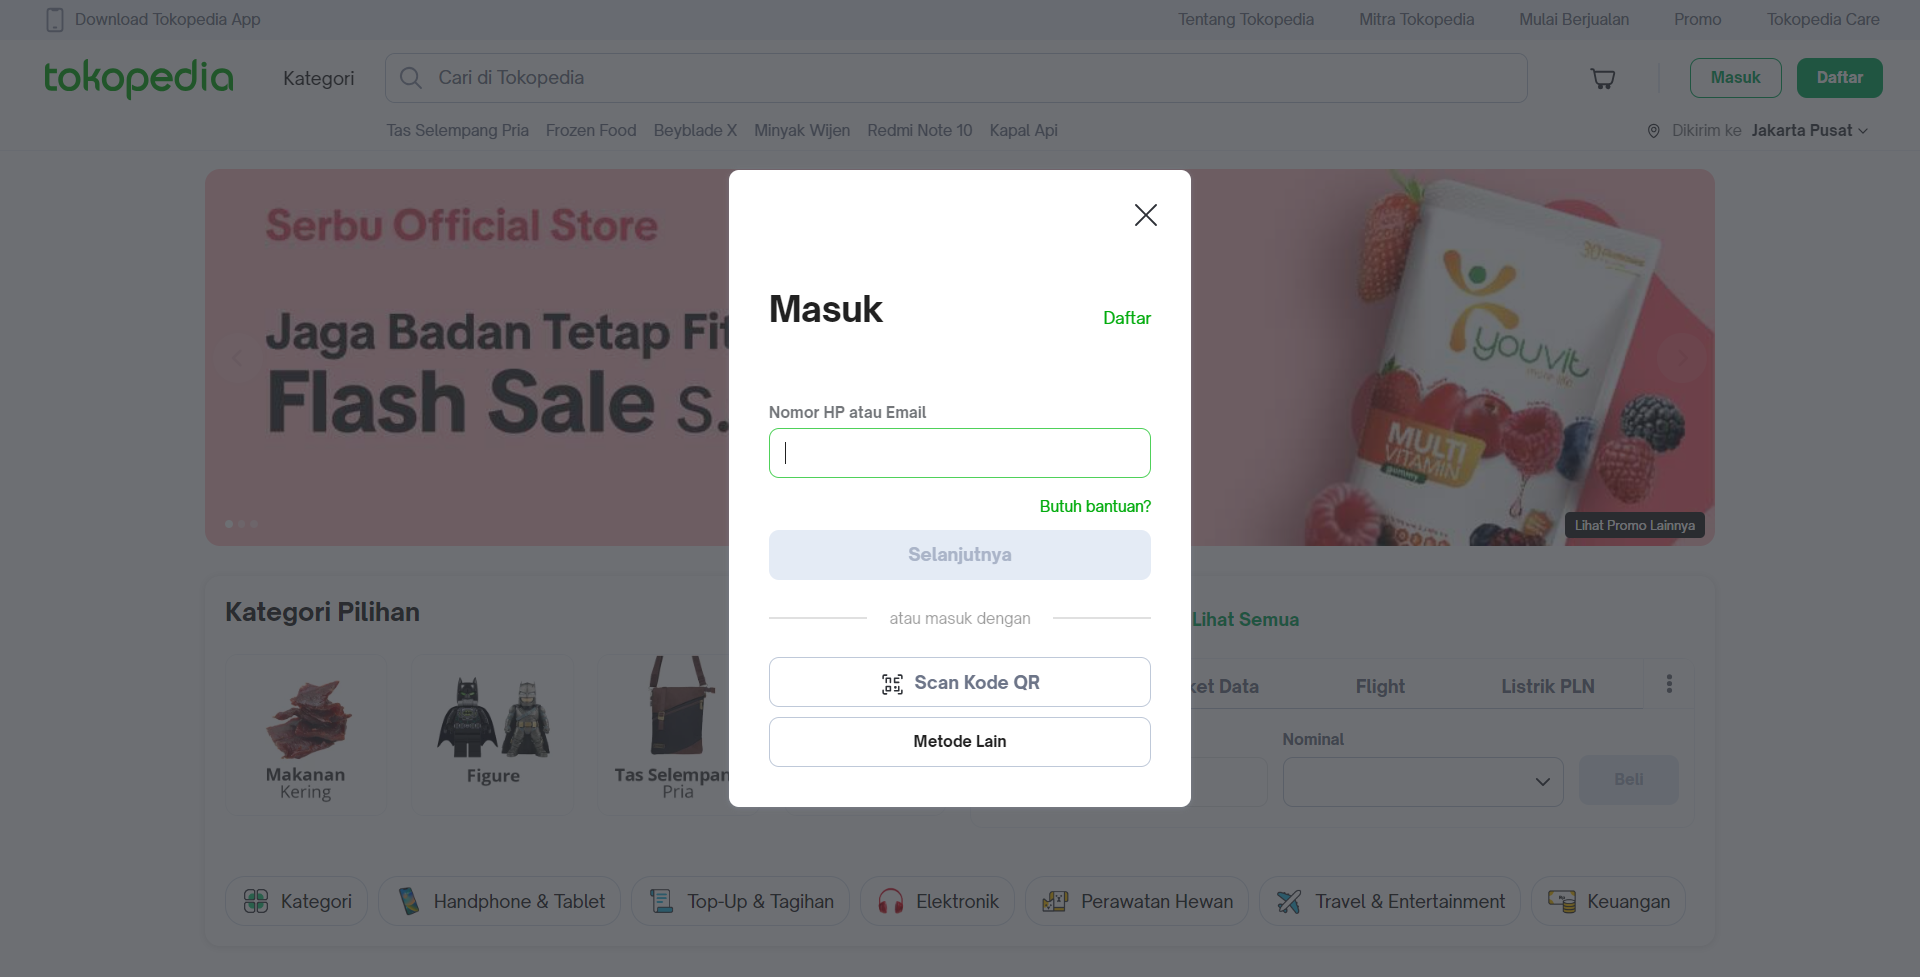 Download Tokopedia App
Tentang Tokopedia
Mitra Tokopedia
Mulai Berjualan
Promo
Tokopedia Care
tokopedia
Kategori
Cari di Tokopedia
Masuk
Daftar
Tas Selempang Pria
Frozen Food
Beyblade X
Minyak Wijen
Redmi Note 10
Kapal Api
Dikirim ke Jakarta Pusat
Serbu Official Store
Jaga Badan Tetap Fit
Flash Sale s.
30 GUMMIES
youvit
MULTI
VITAMIN
gummy
Lihat Promo Lainnya
Masuk
Daftar
Nomor HP atau Email
Butuh bantuan?
Selanjutnya
atau masuk dengan
Scan Kode QR
Metode Lain
Kategori Pilihan
Lihat Semua
Makanan
Kering
Figure
Tas Selempan
Pria
ket Data
Flight
Listrik PLN
Nominal
Beli
Kategori
Handphone & Tablet
Top-Up & Tagihan
Elektronik
Perawatan Hewan
Travel & Entertainment
Keuangan